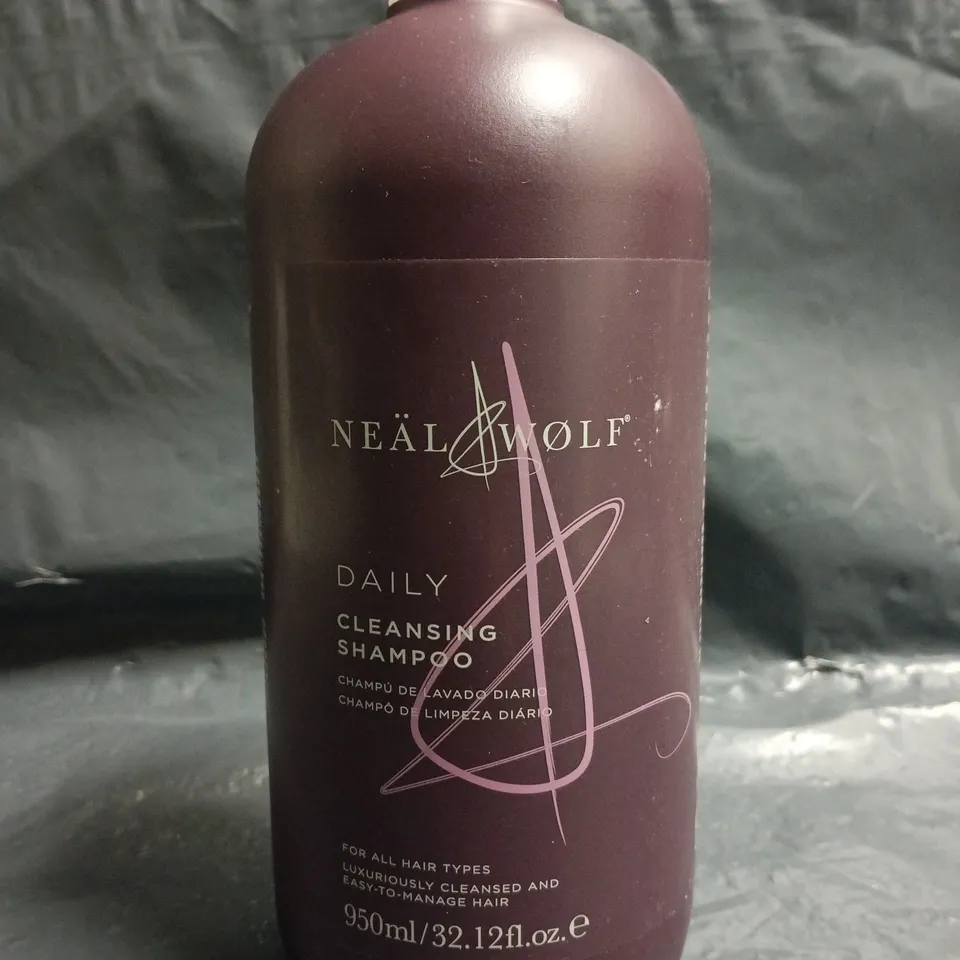 NEÄL & WØLF®
DAILY
CLEANSING
SHAMPOO
CHAMPÚ DE LAVADO DIARIO
CHAMPÔ DE LIMPEZA DIÁRIO
FOR ALL HAIR TYPES
LUXURIOUSLY CLEANSED AND
EASY-TO-MANAGE HAIR
950ml/32.12fl.oz.e